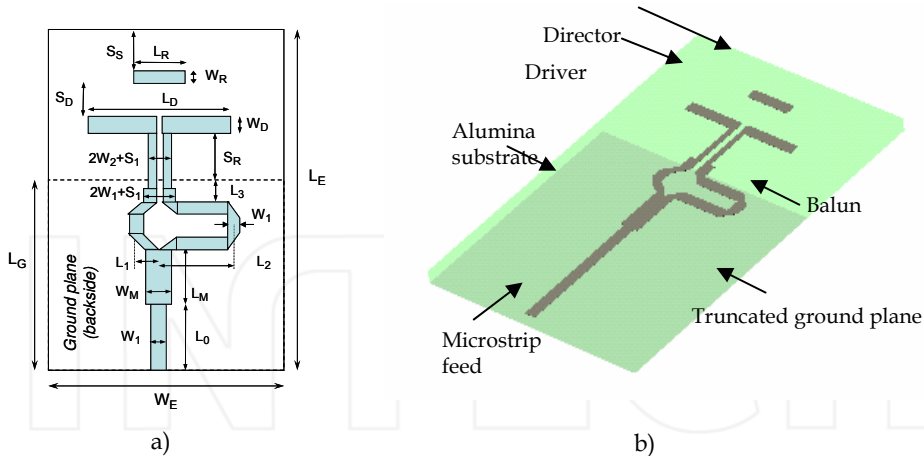 S_S
L_R
W_R
S_D
L_D
W_D
2W_2+S_1
S_R
L_E
2W_1+S_1
L_3
W_1
L_G
L_1
L_2
Ground plane
(backside)
W_M
L_M
W_1
L_0
W_E
a)
Director
Driver
Alumina
substrate
Balun
Truncated ground plane
Microstrip
feed
b)
INTECH